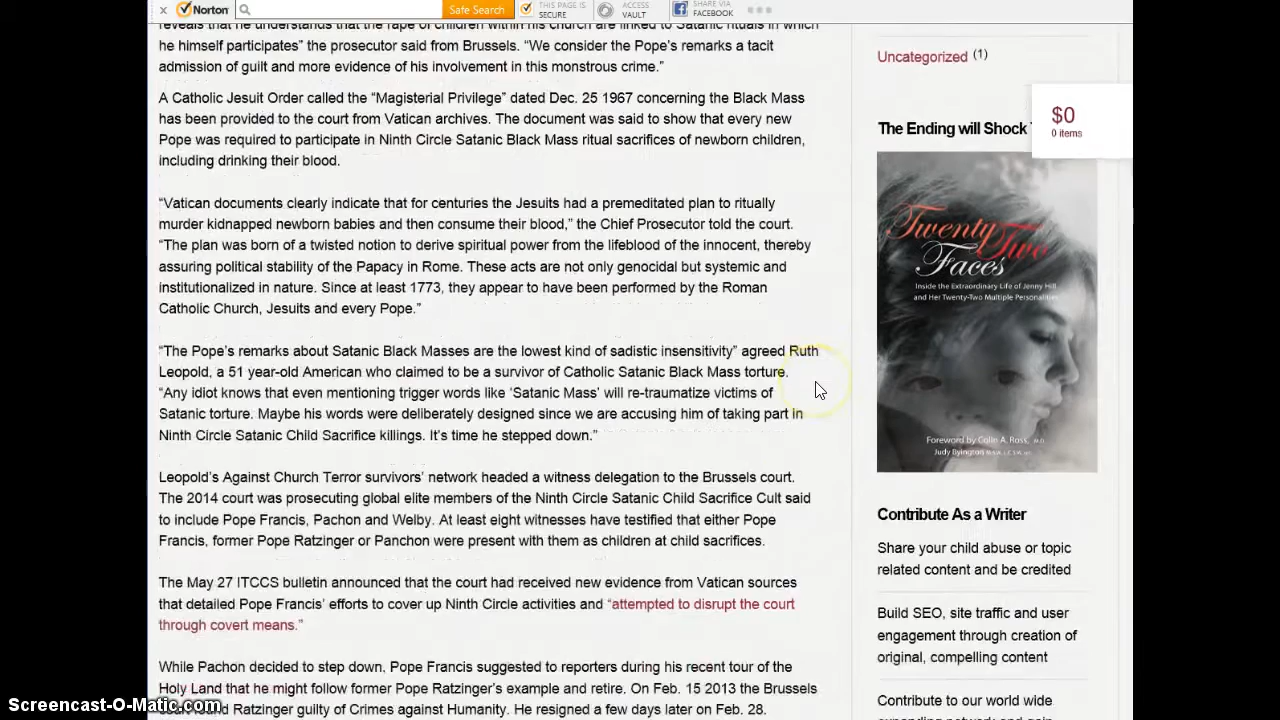 Norton
Safe Search
THIS PAGE IS
SECURE
ACCESS
VAULT
SHARE VIA
FACEBOOK
reveals that he understands that the rape of children within his church are linked to Satanic rituals in which
he himself participates” the prosecutor said from Brussels. “We consider the Pope’s remarks a tacit
admission of guilt and more evidence of his involvement in this monstrous crime.”
A Catholic Jesuit Order called the “Magisterial Privilege” dated Dec. 25 1967 concerning the Black Mass
has been provided to the court from Vatican archives. The document was said to show that every new
Pope was required to participate in Ninth Circle Satanic Black Mass ritual sacrifices of newborn children,
including drinking their blood.
“Vatican documents clearly indicate that for centuries the Jesuits had a premeditated plan to ritually
murder kidnapped newborn babies and then consume their blood,” the Chief Prosecutor told the court.
“The plan was born of a twisted notion to derive spiritual power from the lifeblood of the innocent, thereby
assuring political stability of the Papacy in Rome. These acts are not only genocidal but systemic and
institutionalized in nature. Since at least 1773, they appear to have been performed by the Roman
Catholic Church, Jesuits and every Pope.”
“The Pope’s remarks about Satanic Black Masses are the lowest kind of sadistic insensitivity” agreed Ruth
Leopold, a 51 year-old American who claimed to be a survivor of Catholic Satanic Black Mass torture.
“Any idiot knows that even mentioning trigger words like ‘Satanic Mass’ will re-traumatize victims of
Satanic torture. Maybe his words were deliberately designed since we are accusing him of taking part in
Ninth Circle Satanic Child Sacrifice killings. It’s time he stepped down.”
Leopold’s Against Church Terror survivors’ network headed a witness delegation to the Brussels court.
The 2014 court was prosecuting global elite members of the Ninth Circle Satanic Child Sacrifice Cult said
to include Pope Francis, Pachon and Welby. At least eight witnesses have testified that either Pope
Francis, former Pope Ratzinger or Panchon were present with them as children at child sacrifices.
The May 27 ITCCS bulletin announced that the court had received new evidence from Vatican sources
that detailed Pope Francis’ efforts to cover up Ninth Circle activities and “attempted to disrupt the court
through covert means.”
While Pachon decided to step down, Pope Francis suggested to reporters during his recent tour of the
Holy Land that he might follow former Pope Ratzinger’s example and retire. On Feb. 15 2013 the Brussels
court found Ratzinger guilty of Crimes against Humanity. He resigned a few days later on Feb. 28.
Uncategorized (1)
$0
0 items
The Ending will Shock
Twenty Two
Faces
Inside the Extraordinary Life of Jenny Hill
and Her Twenty-Two Multiple Personalities
Foreword by Colin A. Ross, M.D.
Judy Byington
Contribute As a Writer
Share your child abuse or topic
related content and be credited
Build SEO, site traffic and user
engagement through creation of
original, compelling content
Contribute to our world wide
expanding network and gain
Screencast-O-Matic.com